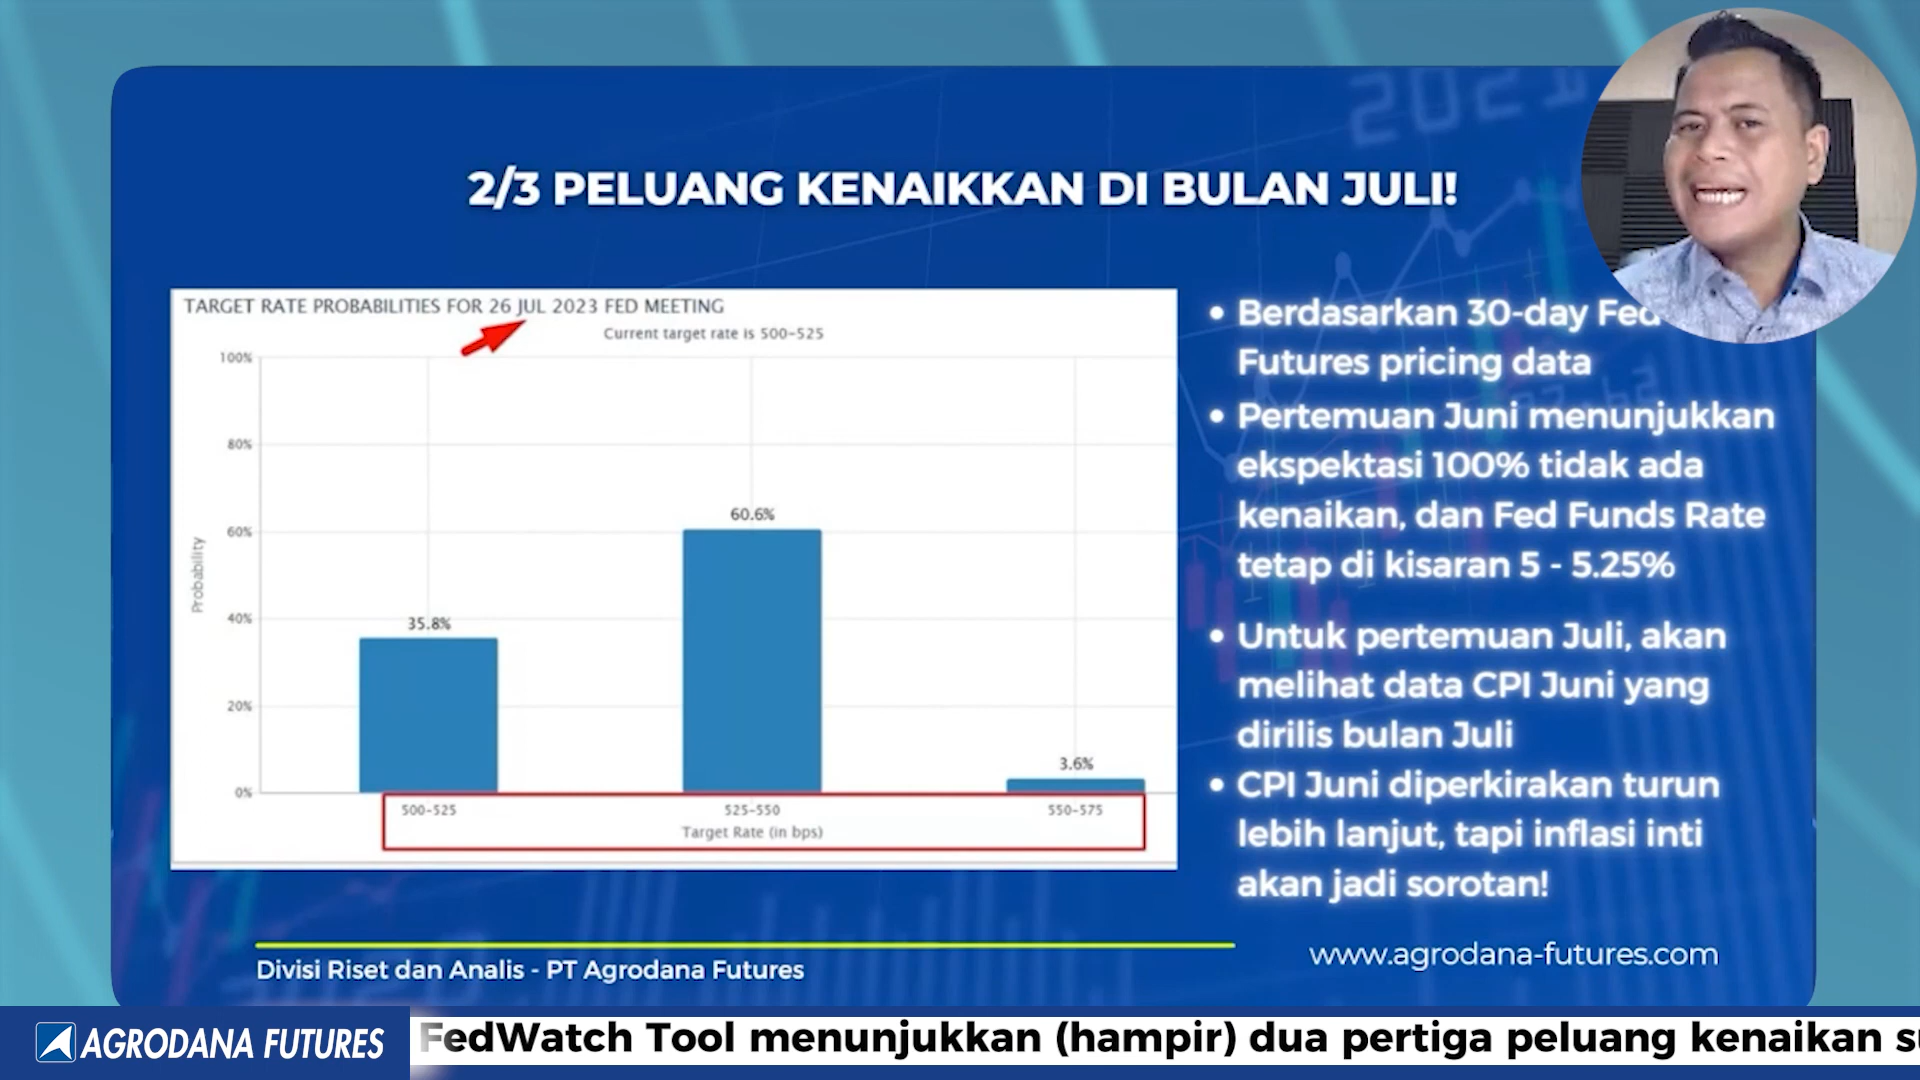 2/3 PELUANG KENAIKKAN DI BULAN JULI!
TARGET RATE PROBABILITIES FOR 26 JUL 2023 FED MEETING
Current target rate is 500-525
100%
80%
60%
40%
20%
0%
Probability
35.8%
60.6%
3.6%
500-525
525-550
550-575
Target Rate (in bps)
• Berdasarkan 30-day Fed
Futures pricing data
• Pertemuan Juni menunjukkan
ekspektasi 100% tidak ada
kenaikan, dan Fed Funds Rate
tetap di kisaran 5 - 5.25%
• Untuk pertemuan Juli, akan
melihat data CPI Juni yang
dirilis bulan Juli
• CPI Juni diperkirakan turun
lebih lanjut, tapi inflasi inti
akan jadi sorotan!
Divisi Riset dan Analis - PT Agrodana Futures
www.agrodana-futures.com
AGRODANA FUTURES
FedWatch Tool menunjukkan (hampir) dua pertiga peluang kenaikan